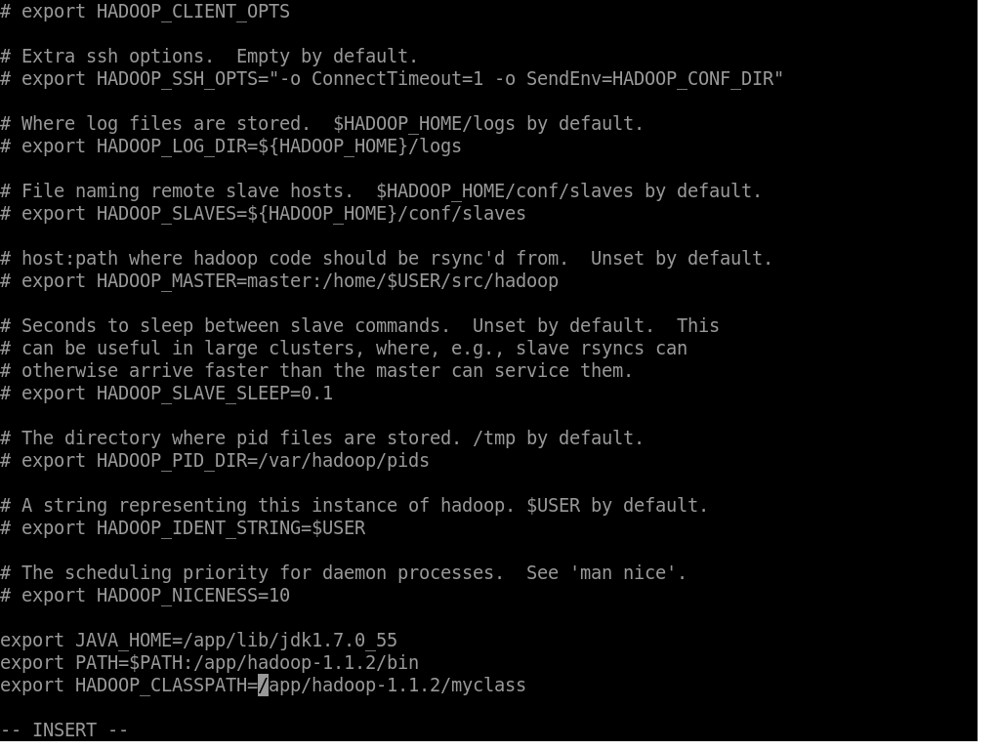 # export HADOOP_CLIENT_OPTS
# Extra ssh options.  Empty by default.
# export HADOOP_SSH_OPTS="-o ConnectTimeout=1 -o SendEnv=HADOOP_CONF_DIR"
# Where log files are stored.  $HADOOP_HOME/logs by default.
# export HADOOP_LOG_DIR=${HADOOP_HOME}/logs
# File naming remote slave hosts.  $HADOOP_HOME/conf/slaves by default.
# export HADOOP_SLAVES=${HADOOP_HOME}/conf/slaves
# host:path where hadoop code should be rsync'd from.  Unset by default.
# export HADOOP_MASTER=master:/home/$USER/src/hadoop
# Seconds to sleep between slave commands.  Unset by default.  This
# can be useful in large clusters, where, e.g., slave rsyncs can
# otherwise arrive faster than the master can service them.
# export HADOOP_SLAVE_SLEEP=0.1
# The directory where pid files are stored. /tmp by default.
# export HADOOP_PID_DIR=/var/hadoop/pids
# A string representing this instance of hadoop. $USER by default.
# export HADOOP_IDENT_STRING=$USER
# The scheduling priority for daemon processes.  See 'man nice'.
# export HADOOP_NICENESS=10
export JAVA_HOME=/app/lib/jdk1.7.0_55
export PATH=$PATH:/app/hadoop-1.1.2/bin
export HADOOP_CLASSPATH=/app/hadoop-1.1.2/myclass
-- INSERT --